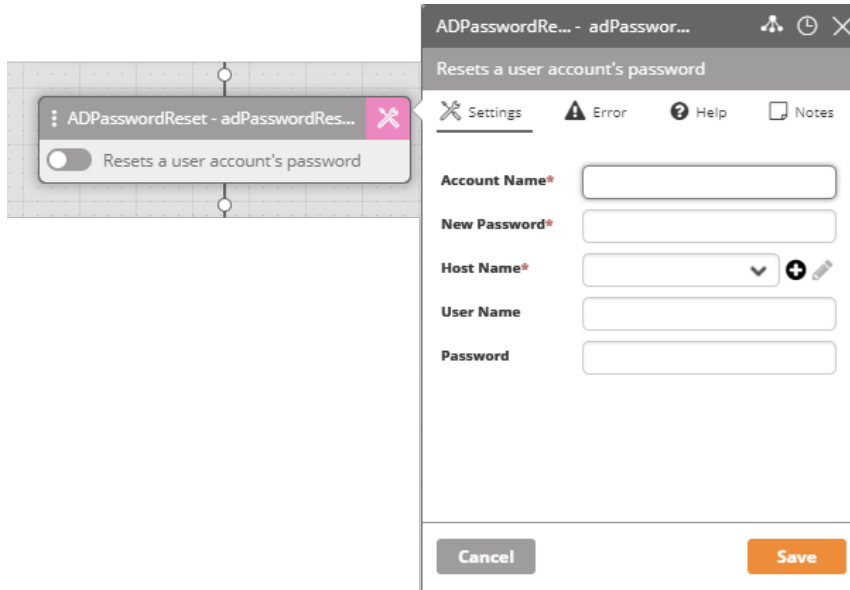 ADPasswordReset - adPasswordRes...
Resets a user account's password
ADPasswordRe... - adPasswor...
Resets a user account's password
Settings Error Help Notes
Account Name*
New Password*
Host Name*
User Name
Password
Cancel Save